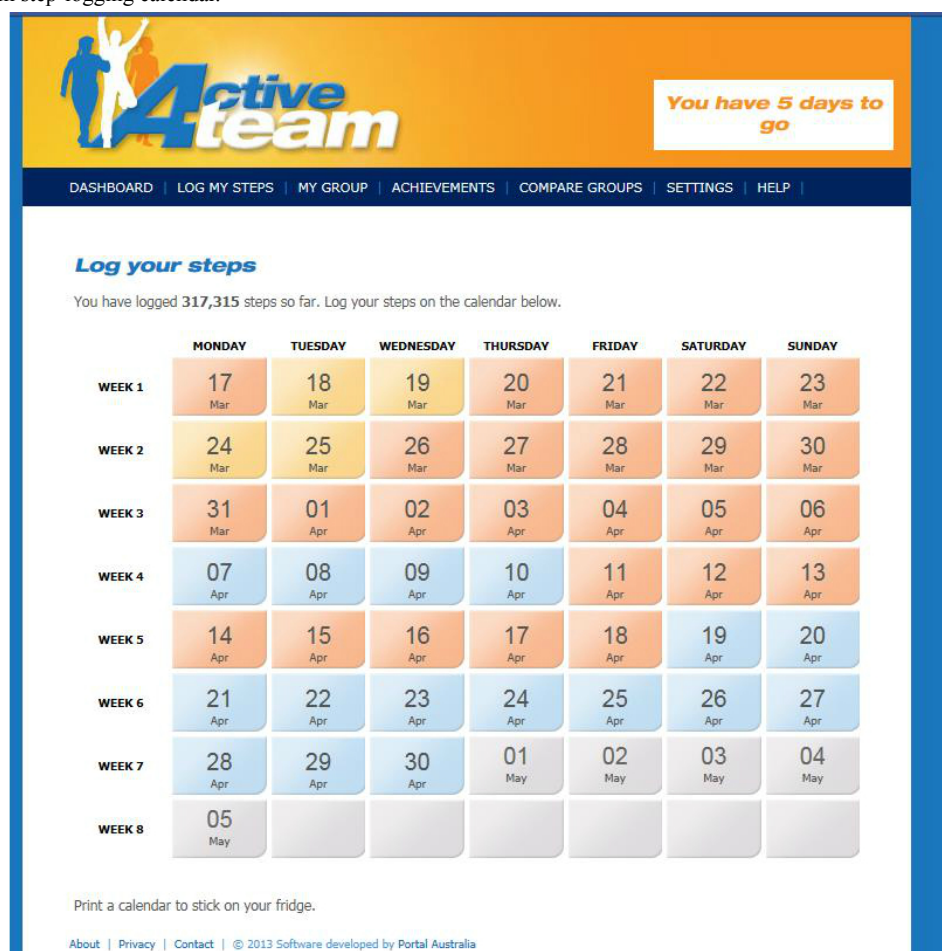 step-logging calendar.
Active
team
You have 5 days to
go
DASHBOARD | LOG MY STEPS | MY GROUP | ACHIEVEMENTS | COMPARE GROUPS | SETTINGS | HELP |
Log your steps
You have logged 317,315 steps so far. Log your steps on the calendar below.
MONDAY TUESDAY WEDNESDAY THURSDAY FRIDAY SATURDAY SUNDAY
WEEK 1 17 18 19 20 21 22 23
Mar Mar Mar Mar Mar Mar Mar
WEEK 2 24 25 26 27 28 29 30
Mar Mar Mar Mar Mar Mar Mar
WEEK 3 31 01 02 03 04 05 06
Mar Apr Apr Apr Apr Apr Apr
WEEK 4 07 08 09 10 11 12 13
Apr Apr Apr Apr Apr Apr Apr
WEEK 5 14 15 16 17 18 19 20
Apr Apr Apr Apr Apr Apr Apr
WEEK 6 21 22 23 24 25 26 27
Apr Apr Apr Apr Apr Apr Apr
WEEK 7 28 29 30 01 02 03 04
Apr Apr Apr May May May May
WEEK 8 05
May
Print a calendar to stick on your fridge.
About | Privacy | Contact | © 2013 Software developed by Portal Australia